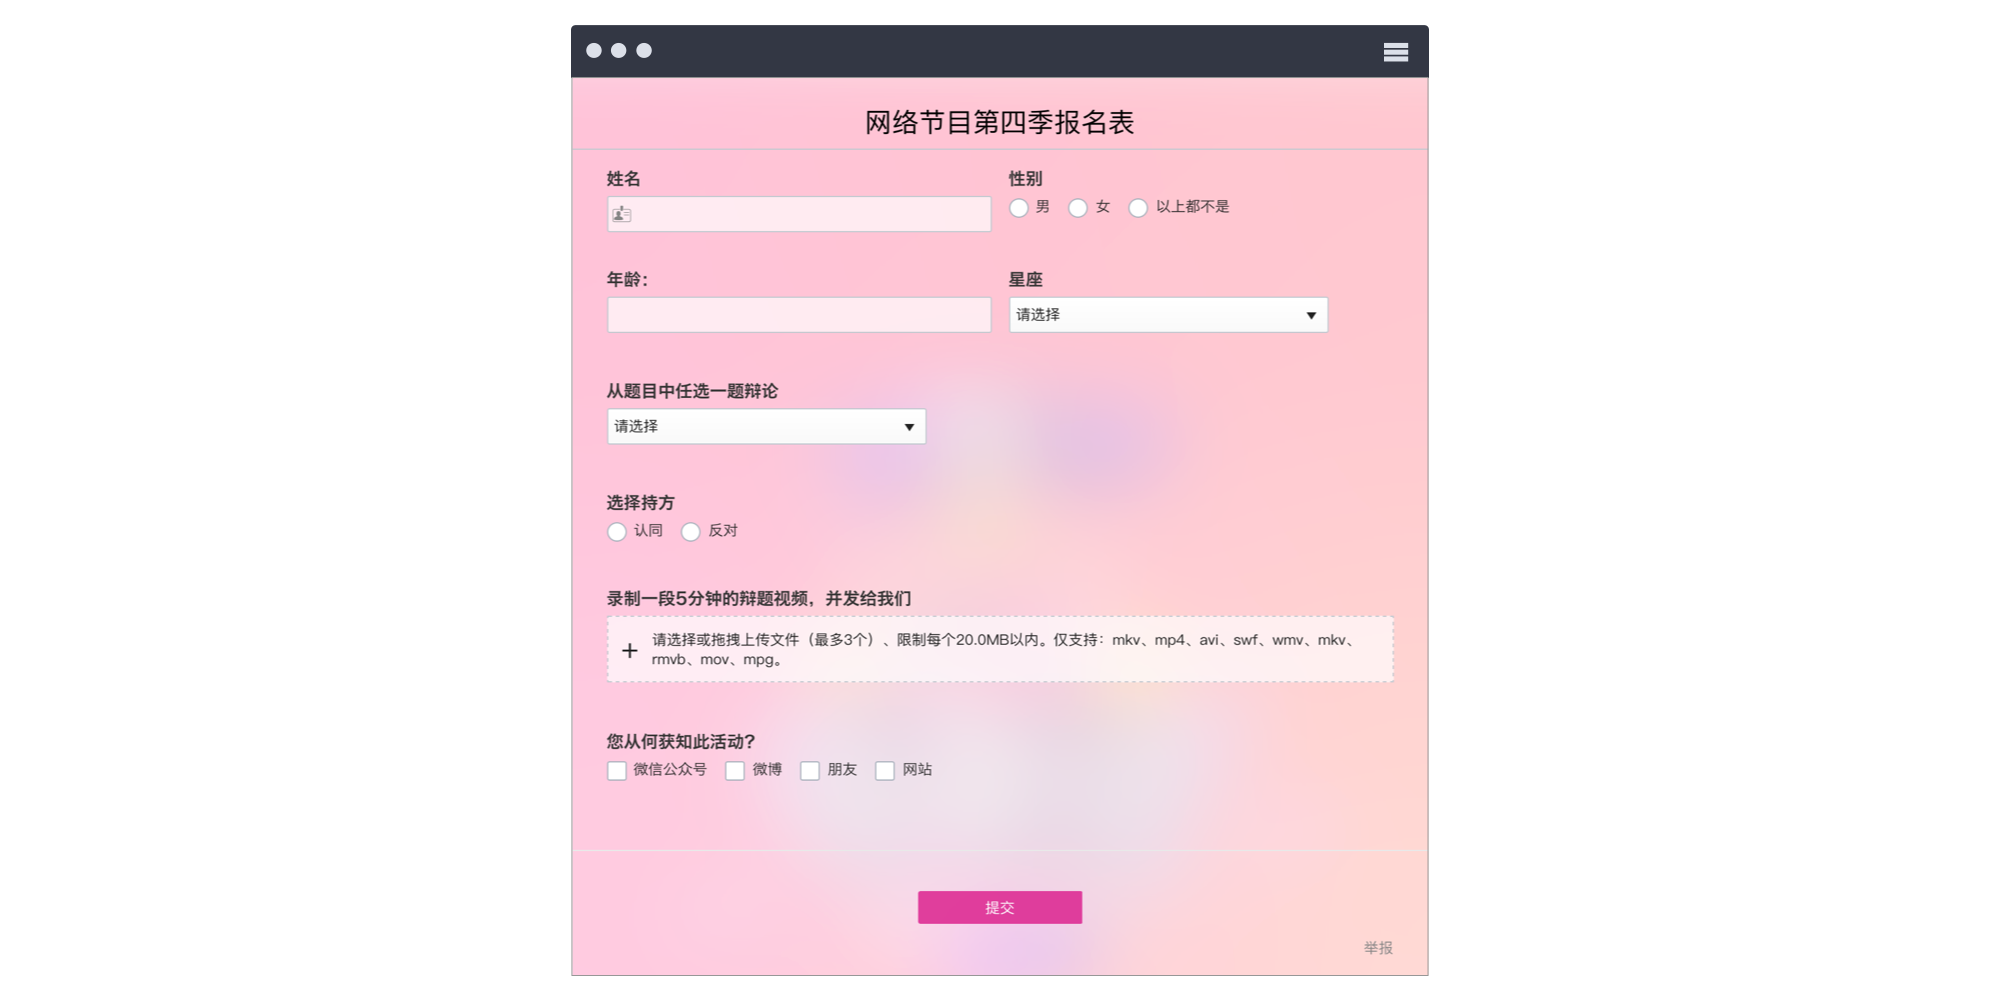 网络节目第四季报名表
姓名
性别
男 女 以上都不是
年龄：
星座
请选择
从题目中任选一题辩论
请选择
选择持方
认同 反对
录制一段5分钟的辩题视频，并发给我们
请选择或拖拽上传文件（最多3个）、限制每个20.0MB以内。仅支持：mkv、mp4、avi、swf、wmv、mkv、
rmvb、mov、mpg。
您从何获知此活动？
微信公众号 微博 朋友 网站
提交
举报